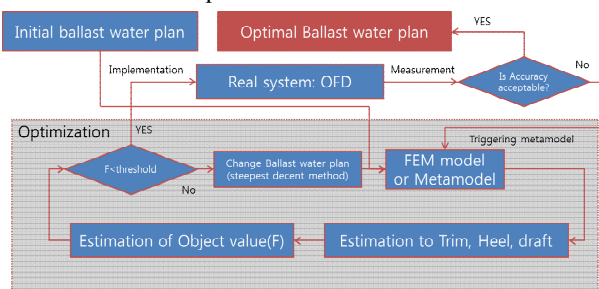 Initial ballast water plan
Optimal Ballast water plan
YES
Implementation
Real system: OFD
Measurement
Is Accuracy
acceptable?
No
Optimization
YES
Triggering metamodel
F<threshold
No
Change Ballast water plan
(steepest decent method)
FEM model
or Metamodel
Estimation of Object value(F)
Estimation to Trim, Heel, draft